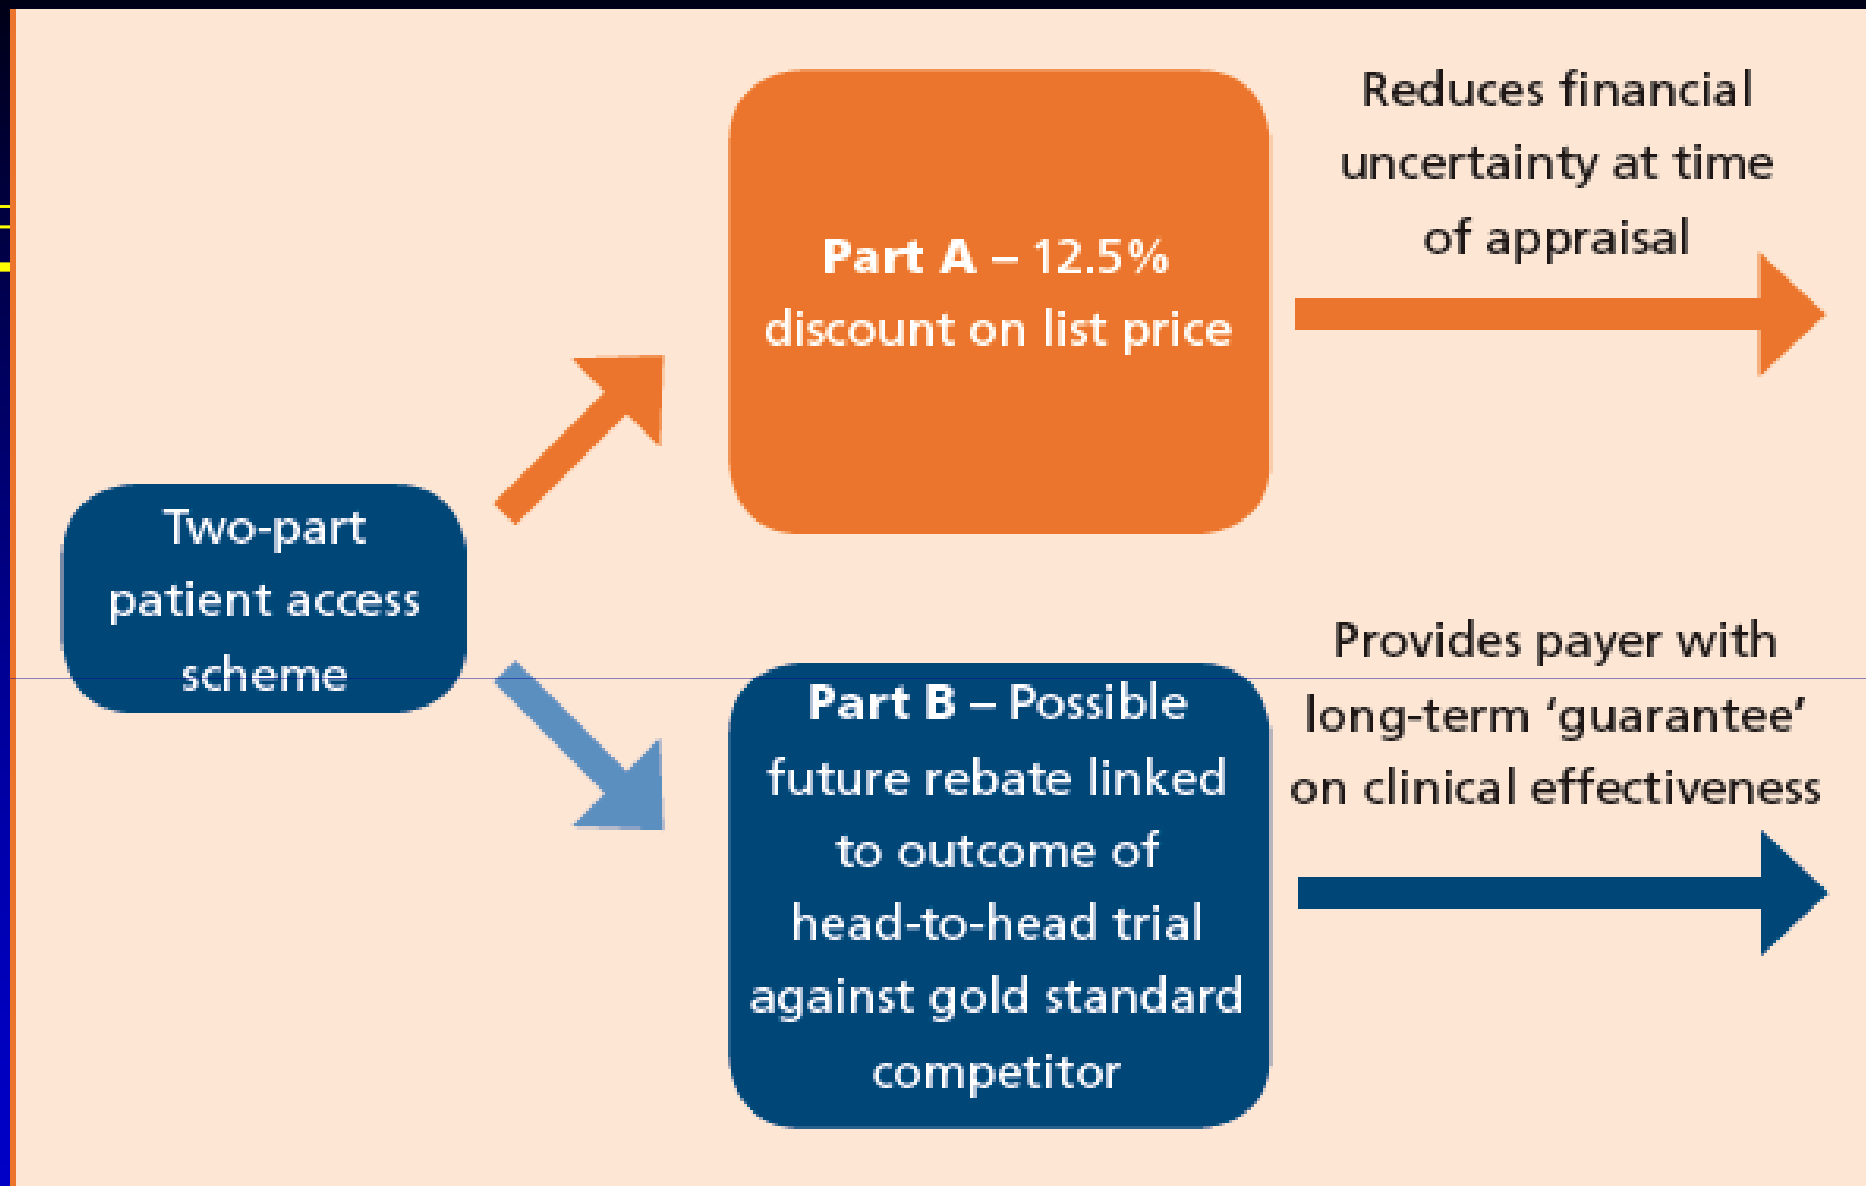 Two-part
patient access
scheme
Part A – 12.5%
discount on list price
Reduces financial
uncertainty at time
of appraisal
Part B – Possible
future rebate linked
to outcome of
head-to-head trial
against gold standard
competitor
Provides payer with
long-term ‘guarantee’
on clinical effectiveness